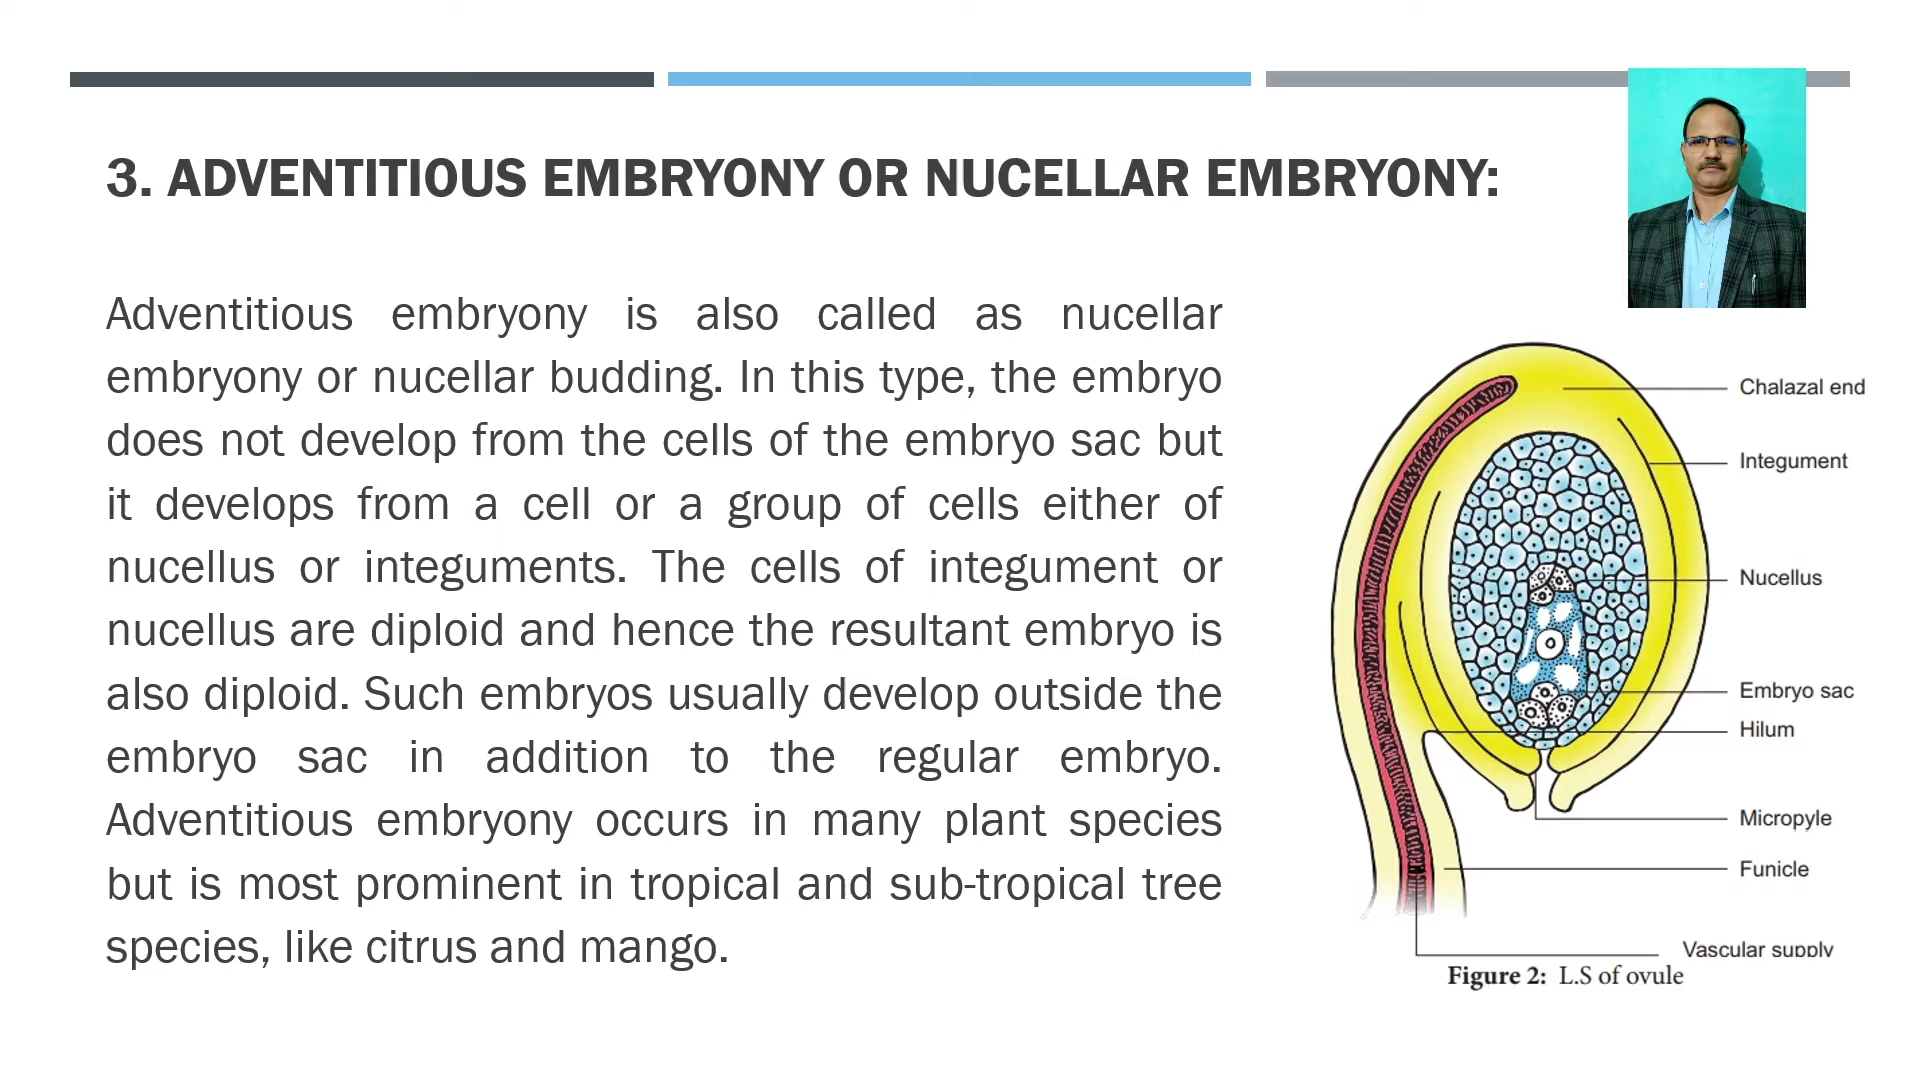 3. ADVENTITIOUS EMBRYONY OR NUCELLAR EMBRYONY:
Adventitious embryony is also called as nucellar
embryony or nucellar budding. In this type, the embryo
does not develop from the cells of the embryo sac but
it develops from a cell or a group of cells either of
nucellus or integuments. The cells of integument or
nucellus are diploid and hence the resultant embryo is
also diploid. Such embryos usually develop outside the
embryo sac in addition to the regular embryo.
Adventitious embryony occurs in many plant species
but is most prominent in tropical and sub-tropical tree
species, like citrus and mango.
Chalazal end
Integument
Nucellus
Embryo sac
Hilum
Micropyle
Funicle
Vascular supply
Figure 2: L.S of ovule